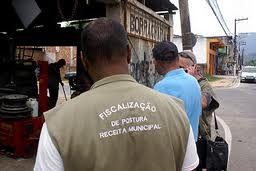 BORRACHARIA
FISCALIZAÇÃO
DE POSTURA
RECEITA MUNICIPAL